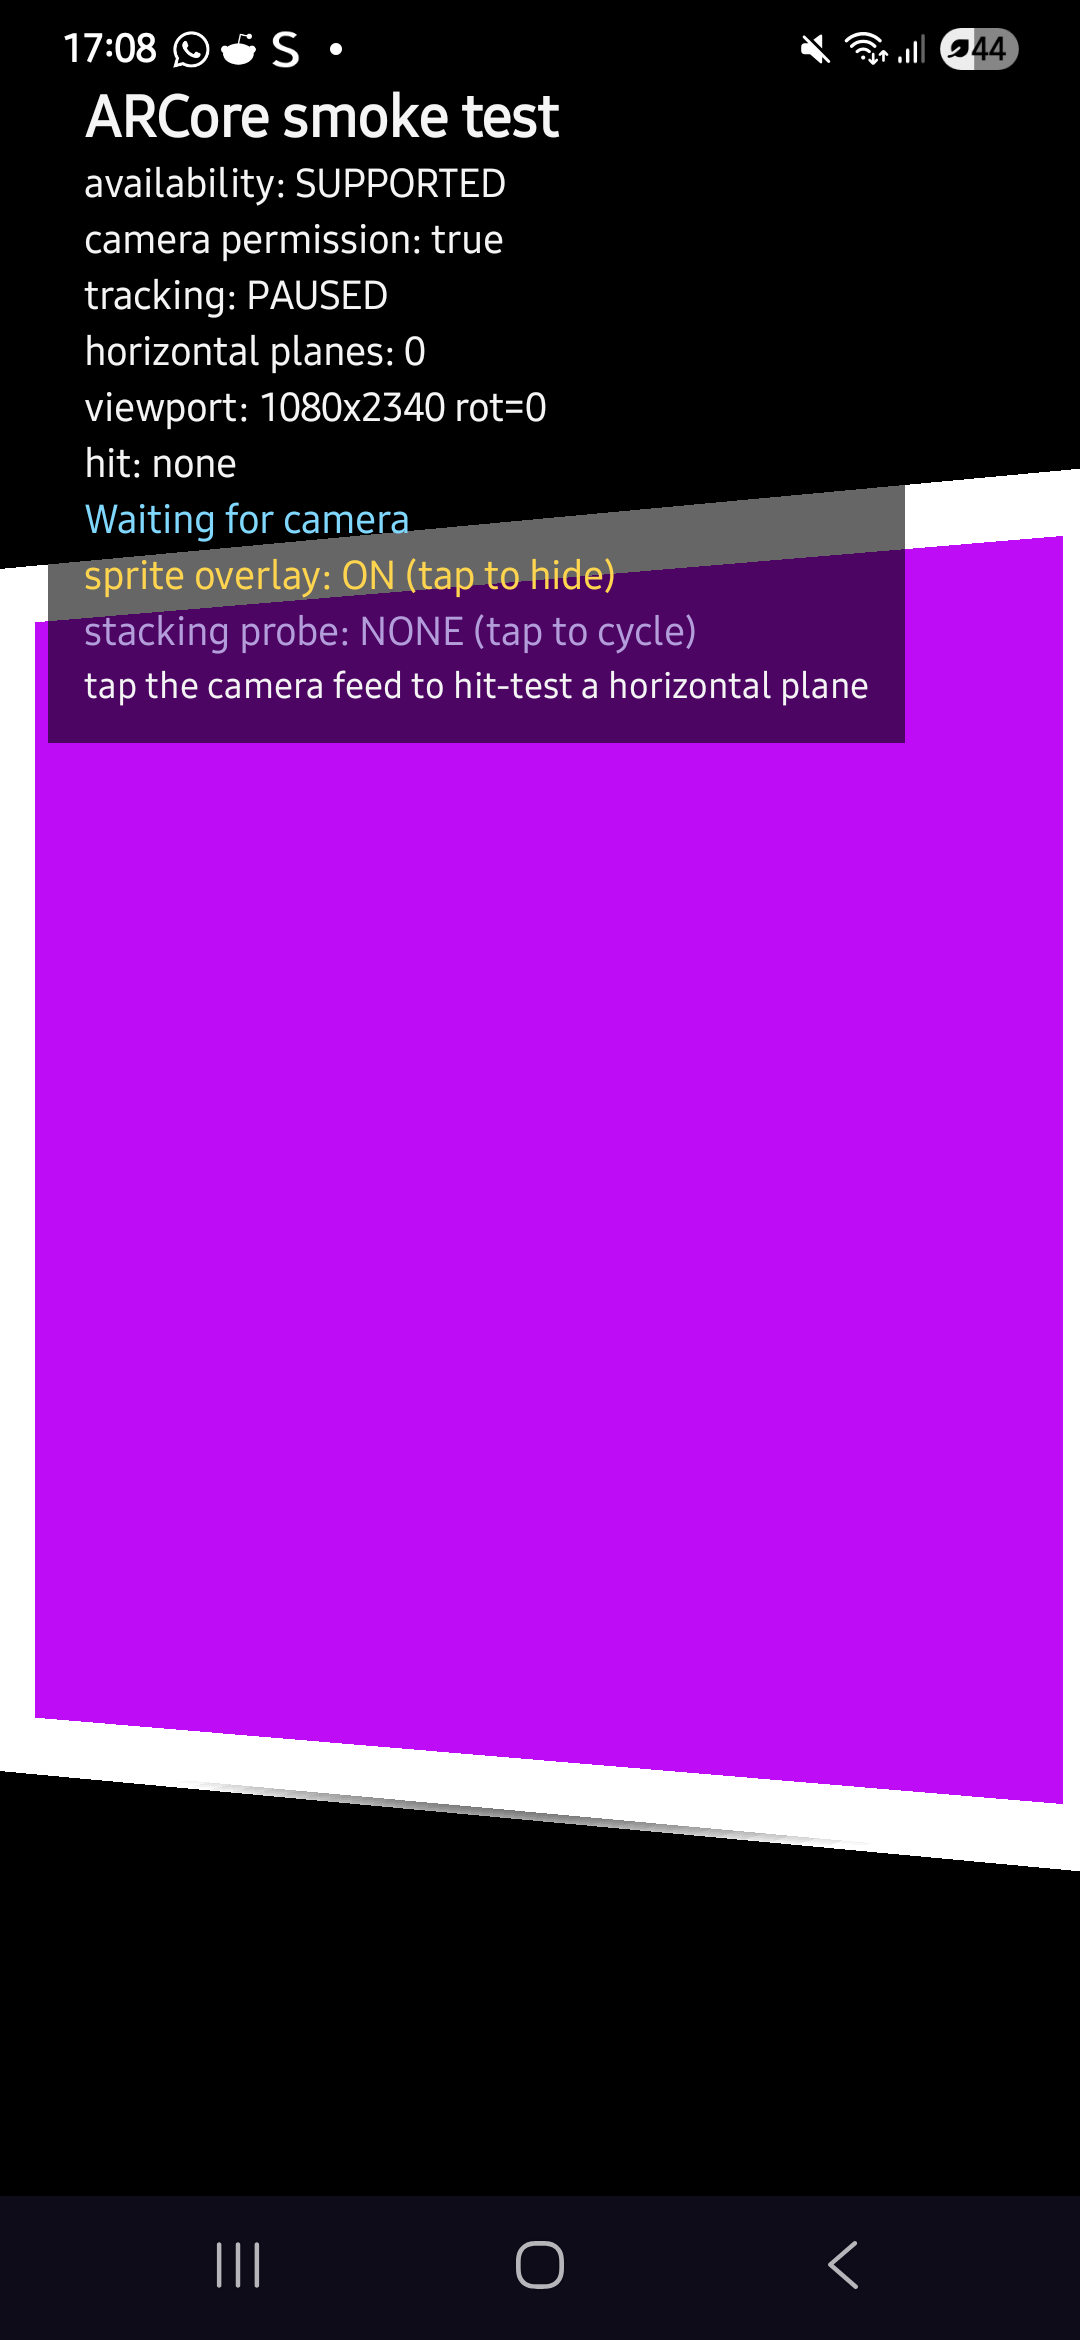 17:08
44
ARCore smoke test
availability: SUPPORTED
camera permission: true
tracking: PAUSED
horizontal planes: 0
viewport: 1080x2340 rot=0
hit: none
Waiting for camera
sprite overlay: ON (tap to hide)
stacking probe: NONE (tap to cycle)
tap the camera feed to hit-test a horizontal plane